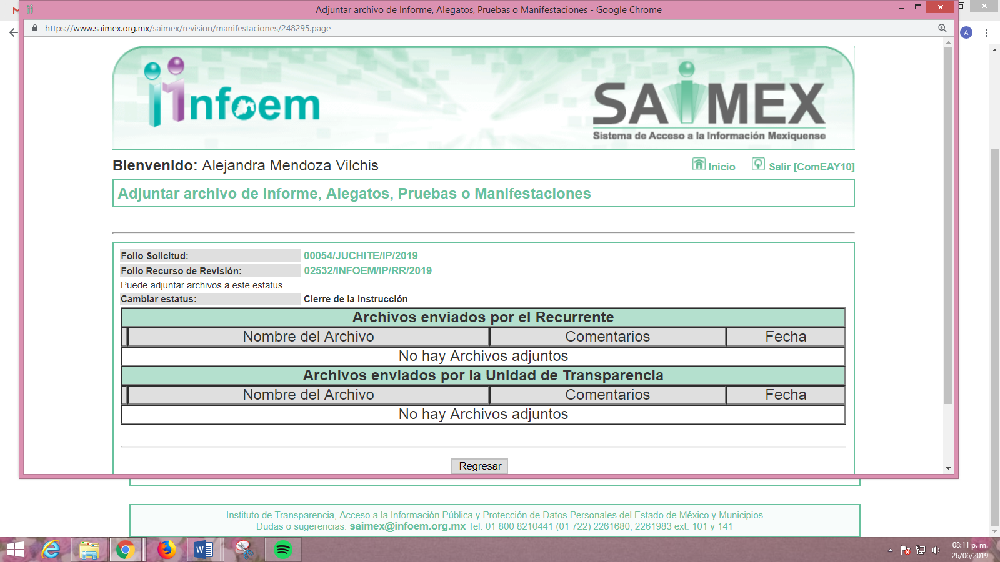 Adjuntar archivo de Informe, Alegatos, Pruebas o Manifestaciones - Google Chrome
https://www.saimex.org.mx/saimex/revision/manifestaciones/248295.page
A
infoem
SAIMEX
Sistema de Acceso a la Información Mexiquense
Bienvenido: Alejandra Mendoza Vilchis
Inicio Salir [ComEAY10]
Adjuntar archivo de Informe, Alegatos, Pruebas o Manifestaciones
Folio Solicitud: 00054/JUCHITE/IP/2019
Folio Recurso de Revisión: 02532/INFOEM/IP/RR/2019
Puede adjuntar archivos a este estatus
Cambiar estatus: Cierre de la instrucción
Archivos enviados por el Recurrente
Nombre del Archivo Comentarios Fecha
No hay Archivos adjuntos
Archivos enviados por la Unidad de Transparencia
Nombre del Archivo Comentarios Fecha
No hay Archivos adjuntos
Regresar
Instituto de Transparencia, Acceso a la Información Pública y Protección de Datos Personales del Estado de México y Municipios
Dudas o sugerencias: saimex@infoem.org.mx Tel. 01 800 8210441 (01 722) 2261680, 2261983 ext. 101 y 141
08:11 p. m.
26/06/2019